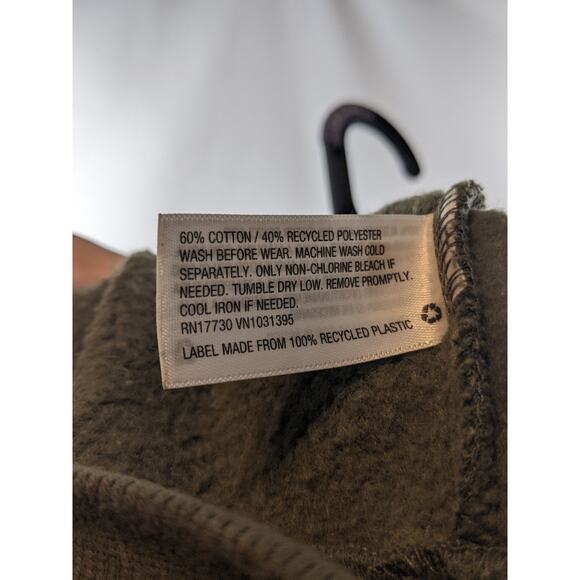 60% COTTON / 40% RECYCLED POLYESTER
WASH BEFORE WEAR. MACHINE WASH COLD
SEPARATELY. ONLY NON-CHLORINE BLEACH IF
NEEDED. TUMBLE DRY LOW. REMOVE PROMPTLY.
COOL IRON IF NEEDED.
RN17730 VN1031395
LABEL MADE FROM 100% RECYCLED PLASTIC